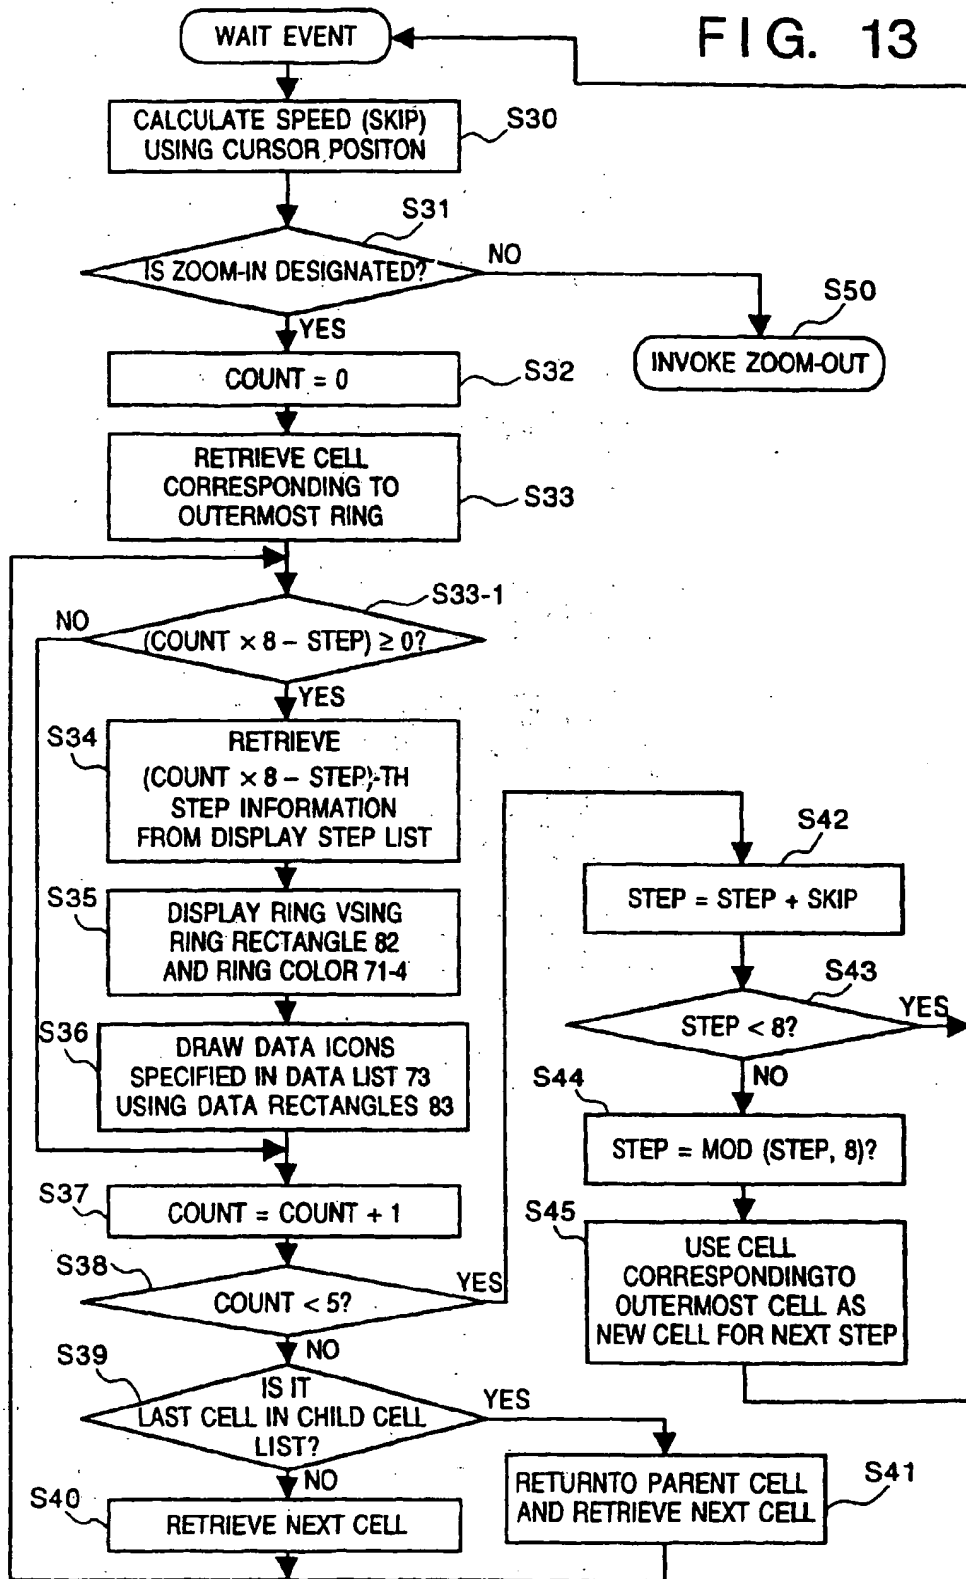 FIG. 13
WAIT EVENT
CALCULATE SPEED (SKIP)
USING CURSOR POSITON
S30
S31
IS ZOOM-IN DESIGNATED?
NO
YES
S50
INVOKE ZOOM-OUT
COUNT = 0
S32
RETRIEVE CELL
CORRESPONDING TO
OUTERMOST RING
S33
S33-1
NO
(COUNT × 8 – STEP) ≥ 0?
YES
S34
RETRIEVE
(COUNT × 8 – STEP)-TH
STEP INFORMATION
FROM DISPLAY STEP LIST
S35
DISPLAY RING VSING
RING RECTANGLE 82
AND RING COLOR 71-4
S36
DRAW DATA ICONS
SPECIFIED IN DATA LIST 73
USING DATA RECTANGLES 83
S37
COUNT = COUNT + 1
S38
COUNT < 5?
YES
NO
S39
IS IT
LAST CELL IN CHILD CELL
LIST?
YES
NO
S40
RETRIEVE NEXT CELL
RETURNTO PARENT CELL
AND RETRIEVE NEXT CELL
S41
S42
STEP = STEP + SKIP
S43
STEP < 8?
YES
NO
S44
STEP = MOD (STEP, 8)?
S45
USE CELL
CORRESPONDINGTO
OUTERMOST CELL AS
NEW CELL FOR NEXT STEP